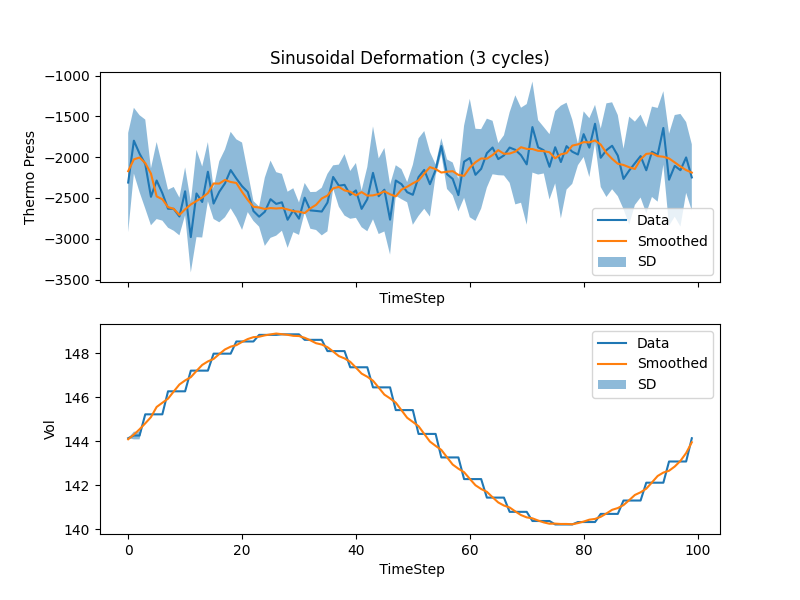 Sinusoidal Deformation (3 cycles)
Thermo Press
−1000
−1500
−2000
−2500
−3000
−3500
Data
Smoothed
SD
TimeStep
Vol
148
146
144
142
140
Data
Smoothed
SD
0 20 40 60 80 100
TimeStep